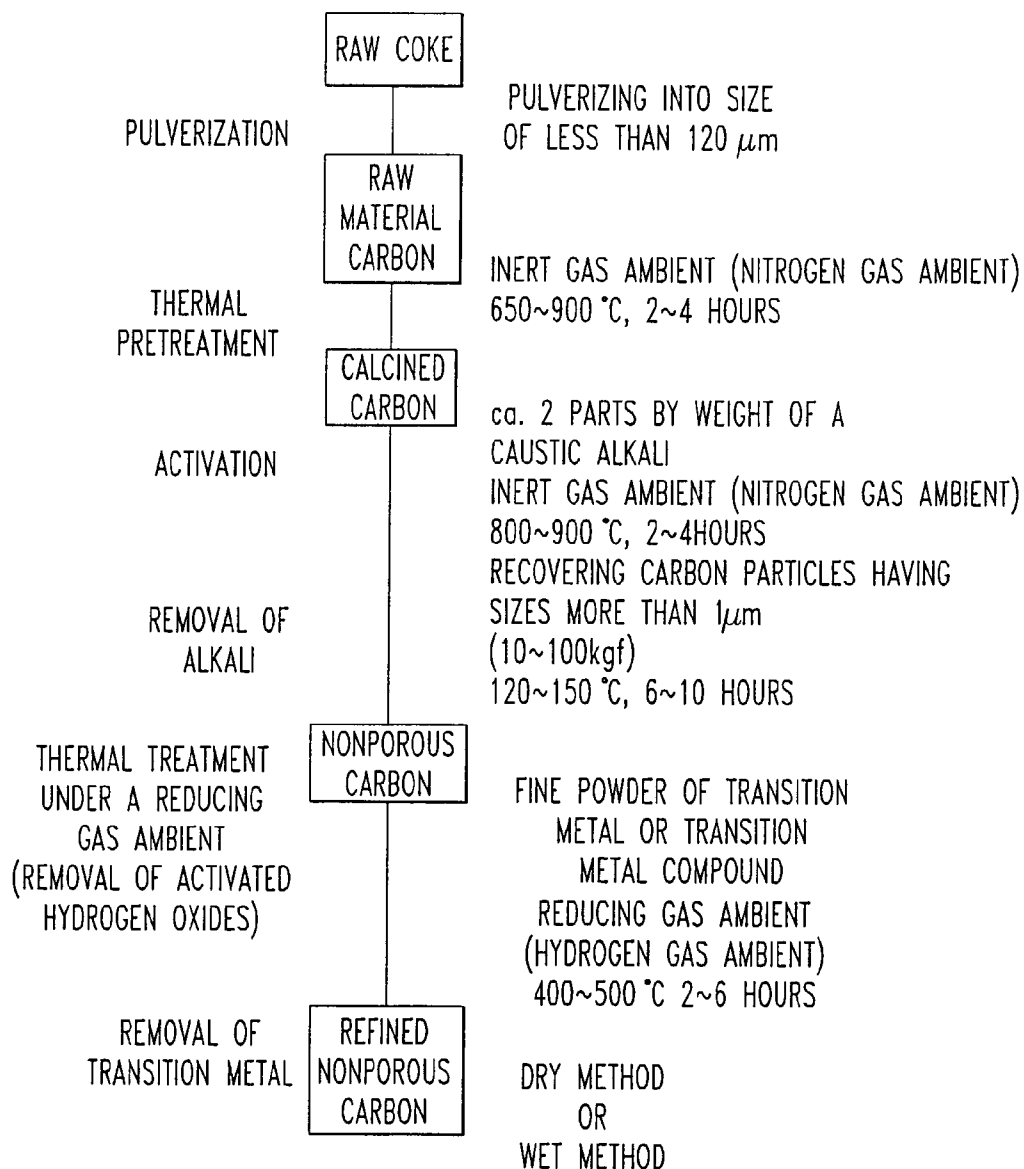 RAW COKE
PULVERIZATION
PULVERIZING INTO SIZE
OF LESS THAN 120 μm
RAW
MATERIAL
CARBON
THERMAL
PRETREATMENT
INERT GAS AMBIENT (NITROGEN GAS AMBIENT)
650~900 °C, 2~4 HOURS
CALCINED
CARBON
ACTIVATION
ca. 2 PARTS BY WEIGHT OF A
CAUSTIC ALKALI
INERT GAS AMBIENT (NITROGEN GAS AMBIENT)
800~900 °C, 2~4HOURS
REMOVAL OF
ALKALI
RECOVERING CARBON PARTICLES HAVING
SIZES MORE THAN 1μm
(10~100kgf)
120~150 °C, 6~10 HOURS
NONPOROUS
CARBON
THERMAL TREATMENT
UNDER A REDUCING
GAS AMBIENT
(REMOVAL OF ACTIVATED
HYDROGEN OXIDES)
FINE POWDER OF TRANSITION
METAL OR TRANSITION
METAL COMPOUND
REDUCING GAS AMBIENT
(HYDROGEN GAS AMBIENT)
400~500 °C 2~6 HOURS
REMOVAL OF
TRANSITION METAL
REFINED
NONPOROUS
CARBON
DRY METHOD
OR
WET METHOD